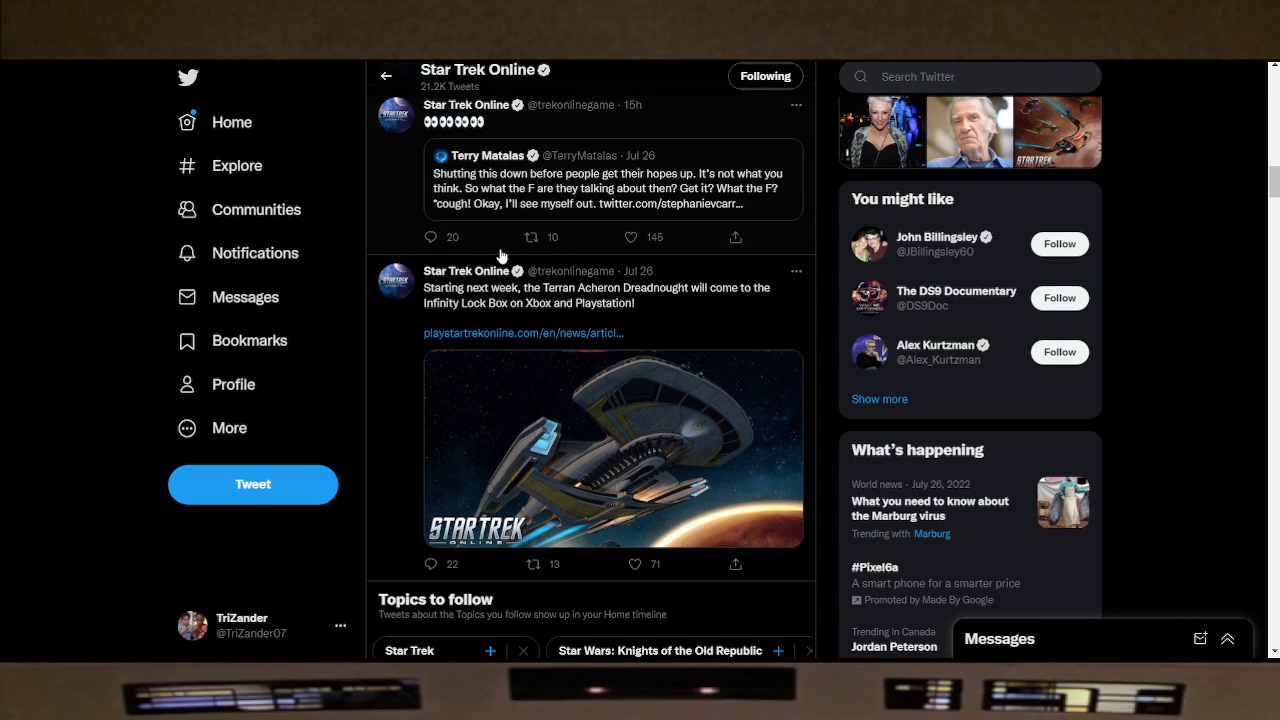 Home
Explore
Communities
Notifications
Messages
Bookmarks
Profile
More
Tweet
TriZander
@TriZander07
Star Trek Online
21.2K Tweets
Following
Star Trek Online @trekonlinegame · 15h
Terry Matalas @TerryMatalas · Jul 26
Shutting this down before people get their hopes up. It's not what you
think. So what the F are they talking about then? Get it? What the F?
*cough! Okay, I'll see myself out. twitter.com/stephanievcarr...
20 10 145
Star Trek Online @trekonlinegame · Jul 26
Starting next week, the Terran Acheron Dreadnought will come to the
Infinity Lock Box on Xbox and Playstation!
playstartrekonline.com/en/news/articl...
STAR TREK
ONLINE
22 13 71
Topics to follow
Tweets about the Topics you follow show up in your Home timeline
Star Trek
Star Wars: Knights of the Old Republic
Search Twitter
STAR TREK
You might like
John Billingsley
@JBillingsley60
Follow
The DS9 Documentary
@DS9Doc
Follow
Alex Kurtzman
@Alex_Kurtzman
Follow
Show more
What's happening
World news · July 26, 2022
What you need to know about
the Marburg virus
Trending with Marburg
#Pixel6a
A smart phone for a smarter price
Promoted by Made By Google
Trending in Canada
Jordan Peterson
Messages